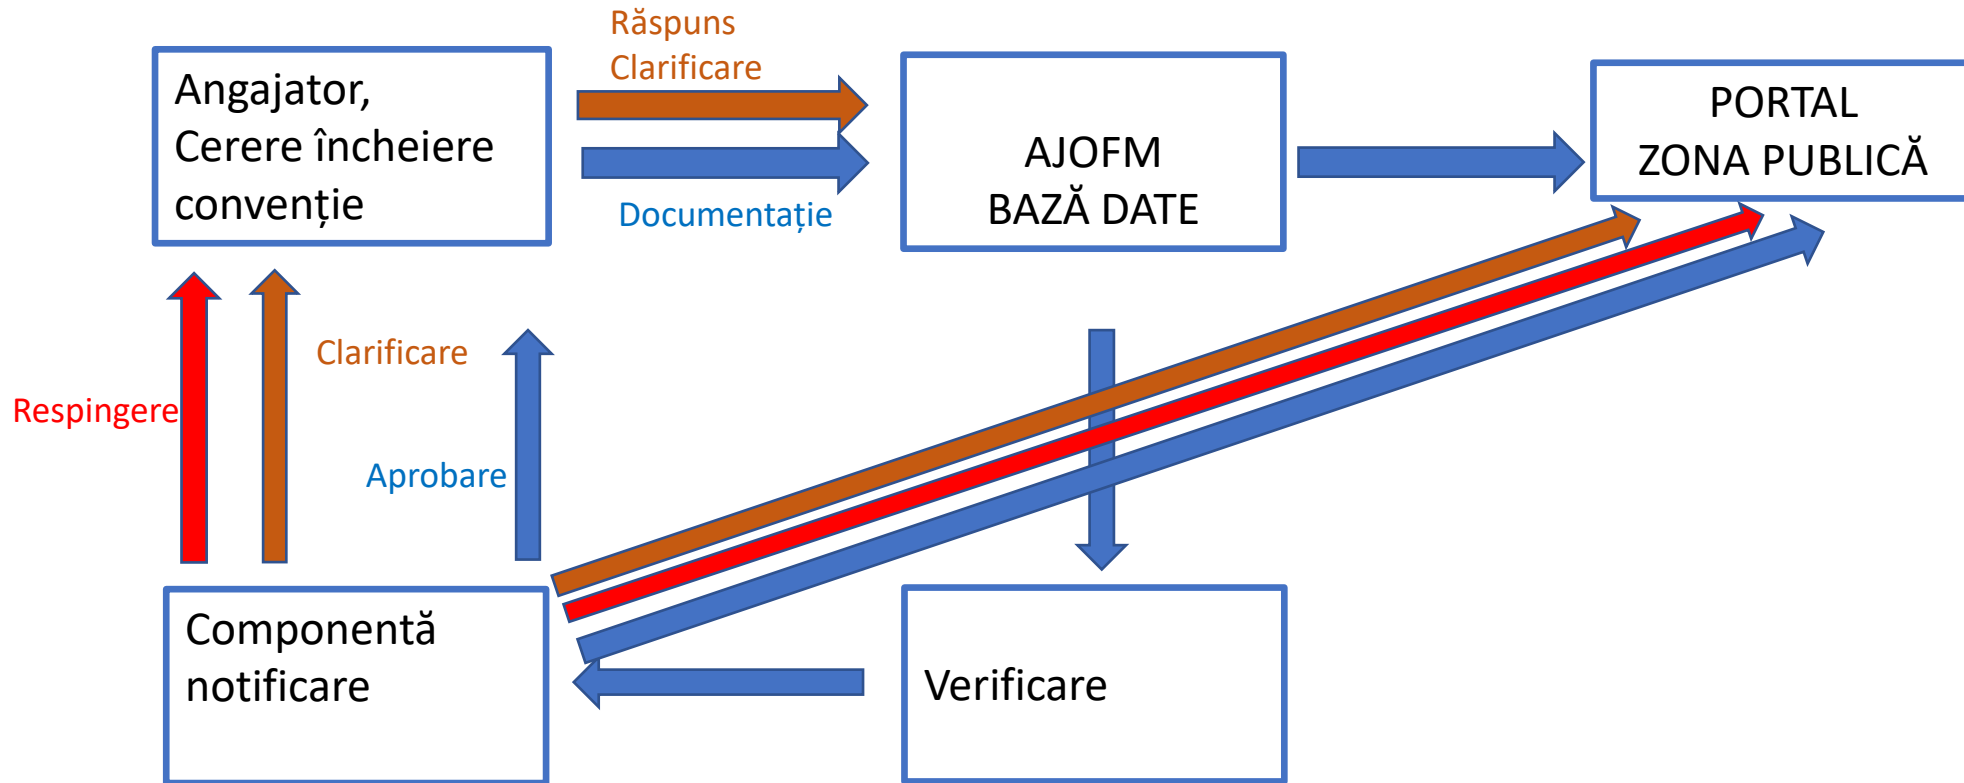 Răspuns
Clarificare
Angajator,
Cerere încheiere
convenție
Documentație
AJOFM
BAZĂ DATE
PORTAL
ZONA PUBLICĂ
Clarificare
Respingere
Aprobare
Componentă
notificare
Verificare